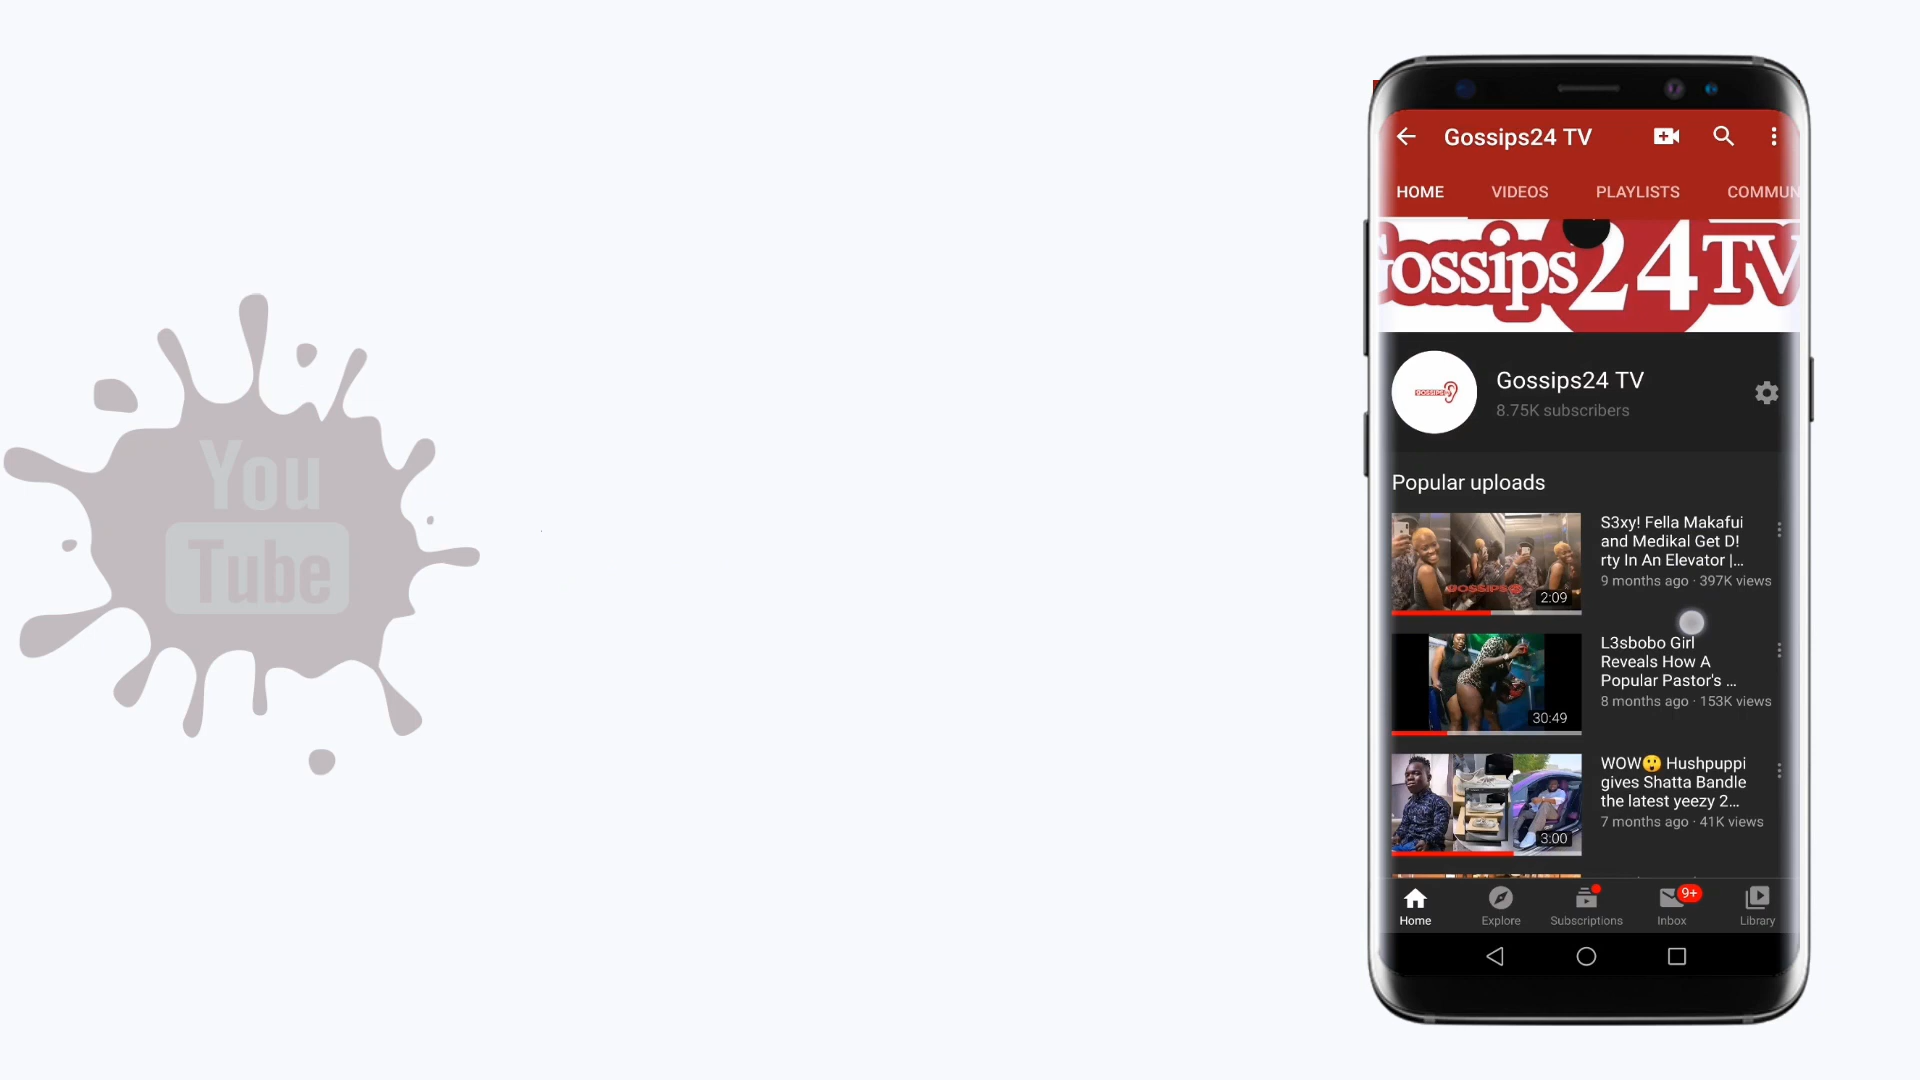 You
Tube
Gossips24 TV
HOME VIDEOS PLAYLISTS COMMUN
Gossips24TV
GOSSIPS
Gossips24 TV
8.75K subscribers
Popular uploads
S3xy! Fella Makafui
and Medikal Get D!
rty In An Elevator |...
9 months ago · 397K views
GOSSIPS
2:09
L3sbobo Girl
Reveals How A
Popular Pastor's ...
8 months ago · 153K views
30:49
WOW😲 Hushpuppi
gives Shatta Bandle
the latest yeezy 2...
7 months ago · 41K views
3:00
9+
Home Explore Subscriptions Inbox Library